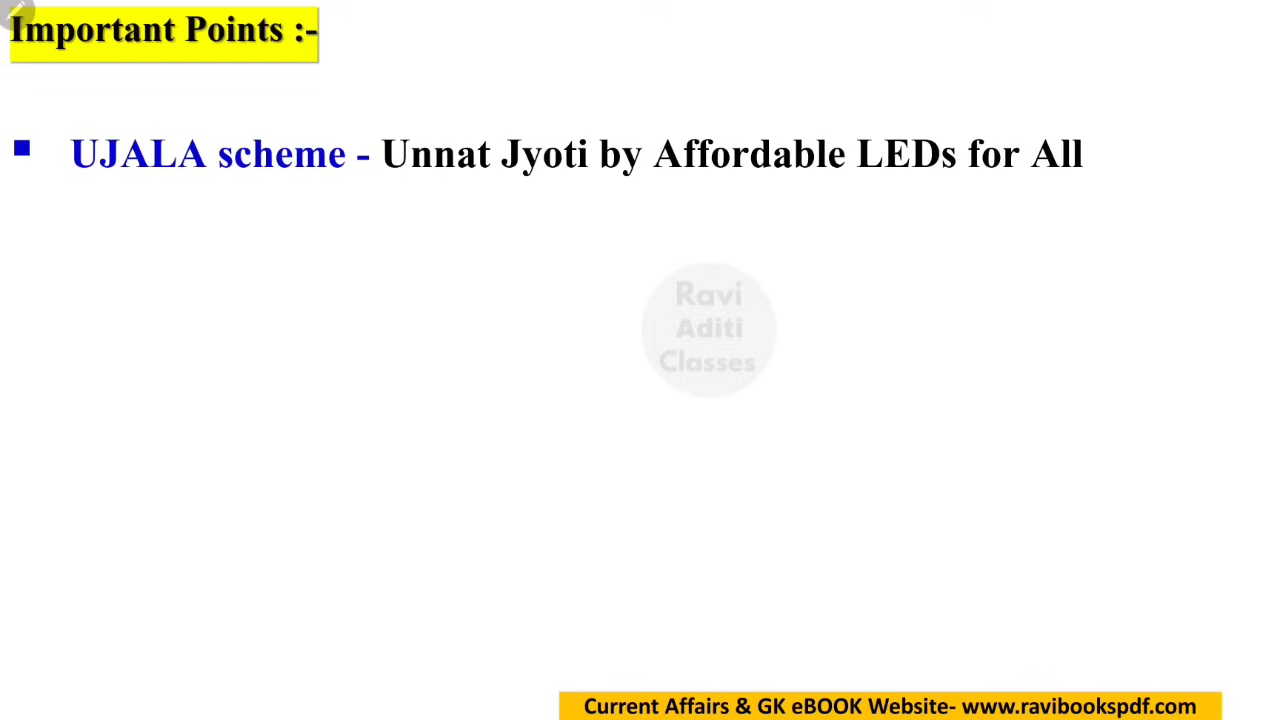 Important Points :-
▪ UJALA scheme - Unnat Jyoti by Affordable LEDs for All
Ravi
Aditi
Classes
Current Affairs & GK eBOOK Website- www.ravibookspdf.com